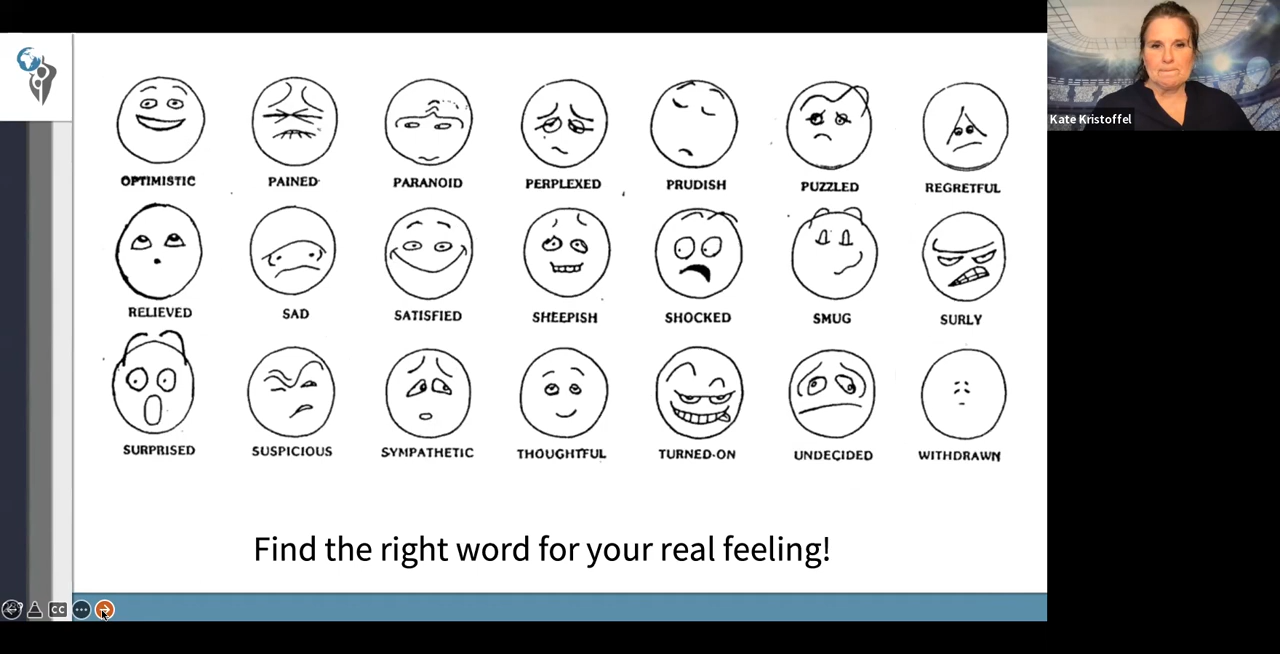 OPTIMISTIC PAINED PARANOID PERPLEXED PRUDISH PUZZLED REGRETFUL
RELIEVED SAD SATISFIED SHEEPISH SHOCKED SMUG SURLY
SURPRISED SUSPICIOUS SYMPATHETIC THOUGHTFUL TURNED-ON UNDECIDED WITHDRAWN
Find the right word for your real feeling!
CC
Kate Kristoffel